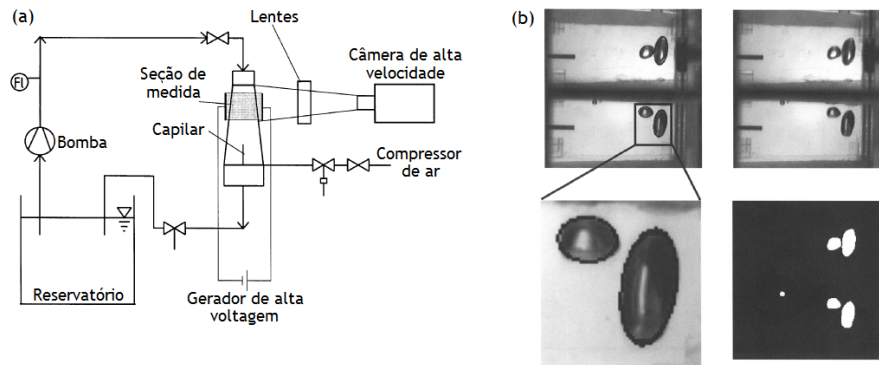 (a)
Lentes
Câmera de alta
velocidade
Seção de
medida
FI
Bomba
Capilar
Compressor
de ar
Reservatório
Gerador de alta
voltagem
(b)